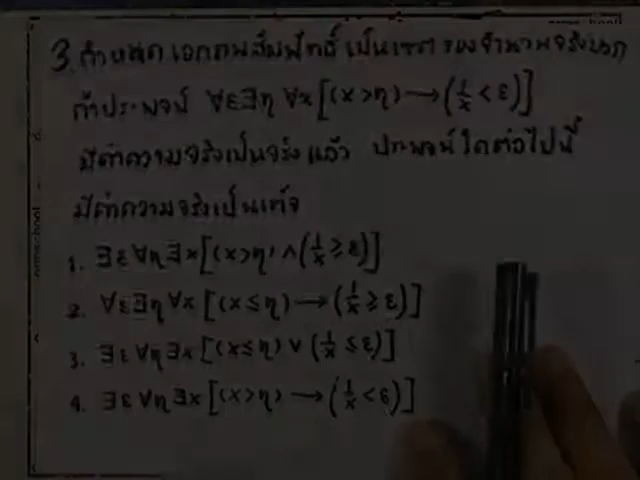 3. กำหนด เอกภพสัมพัทธ์ เป็นเซต ของจำนวนจริงบวก
ถ้าประพจน์ ∀ε∃η ∀x[(x>η)→(1/x<ε)]
มีค่าความจริงเป็นจริง แล้ว ประพจน์ใดต่อไปนี้
มีค่าความจริงเป็นเท็จ
1. ∃ε∀η∃x[(x>η)∧(1/x≥ε)]
2. ∀ε∃η∀x[(x≤η)→(1/x≥ε)]
3. ∃ε∀η∃x[(x≤η)∨(1/x≤ε)]
4. ∃ε∀η∃x[(x>η)→(1/x<ε)]